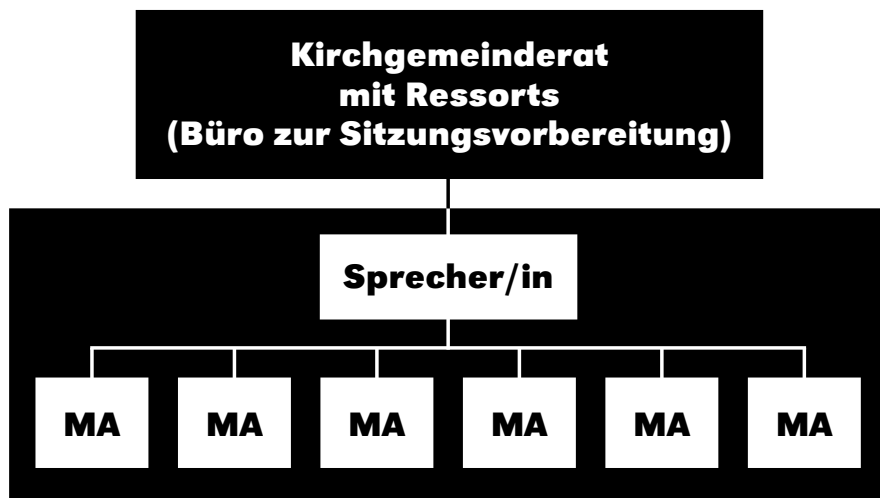 Kirchgemeinderat
mit Ressorts
(Büro zur Sitzungsvorbereitung)
Sprecher/in
MA MA MA MA MA MA